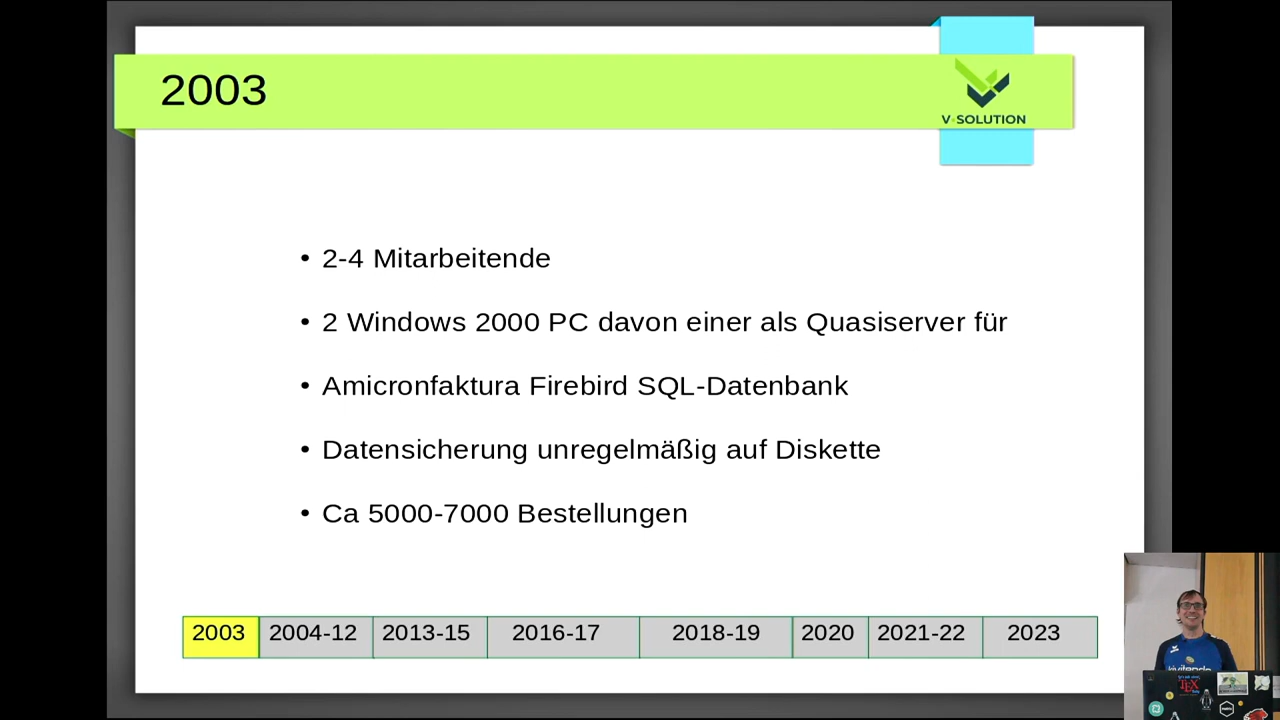 2003
V-SOLUTION
• 2-4 Mitarbeitende
• 2 Windows 2000 PC davon einer als Quasiserver für
• Amicronfaktura Firebird SQL-Datenbank
• Datensicherung unregelmäßig auf Diskette
• Ca 5000-7000 Bestellungen
2003 2004-12 2013-15 2016-17 2018-19 2020 2021-22 2023
kivitendo
TEX